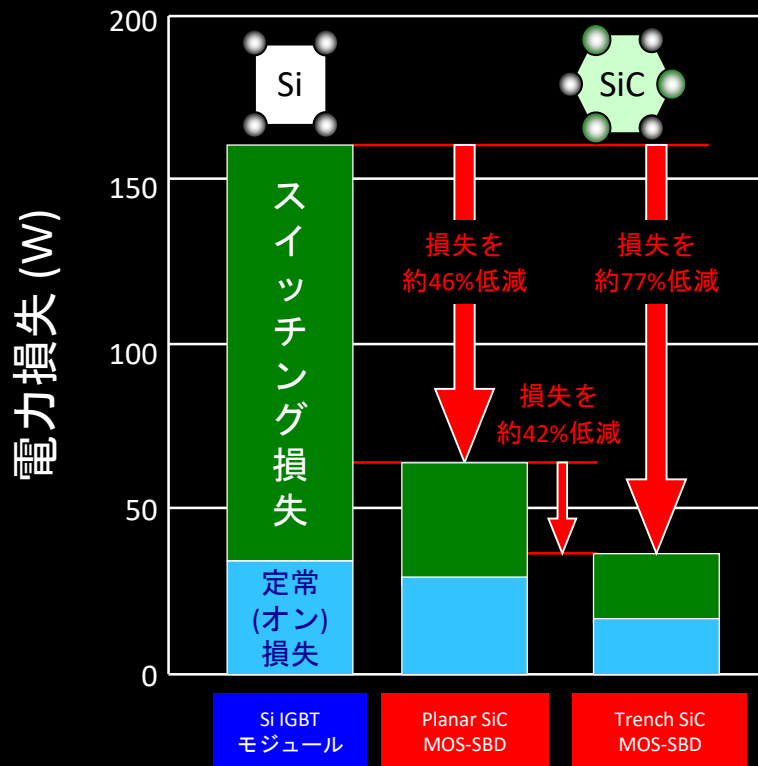 電力損失 (W)
200
150
100
50
0
Si
SiC
スイッチング損失
定常
(オン)
損失
損失を
約46%低減
損失を
約77%低減
損失を
約42%低減
Si IGBT
モジュール
Planar SiC
MOS-SBD
Trench SiC
MOS-SBD